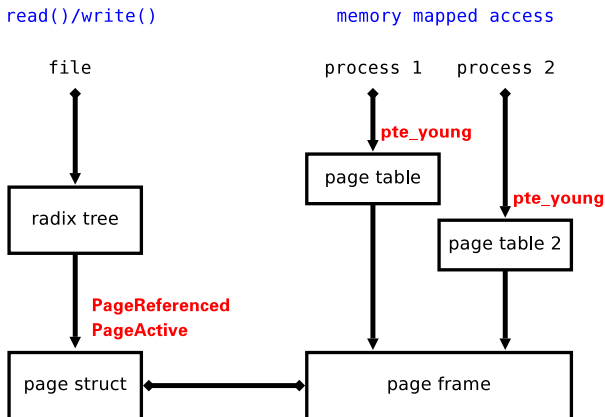 read()/write()
memory mapped access
file
process 1
process 2
pte_young
page table
pte_young
radix tree
page table 2
PageReferenced
PageActive
page struct
page frame